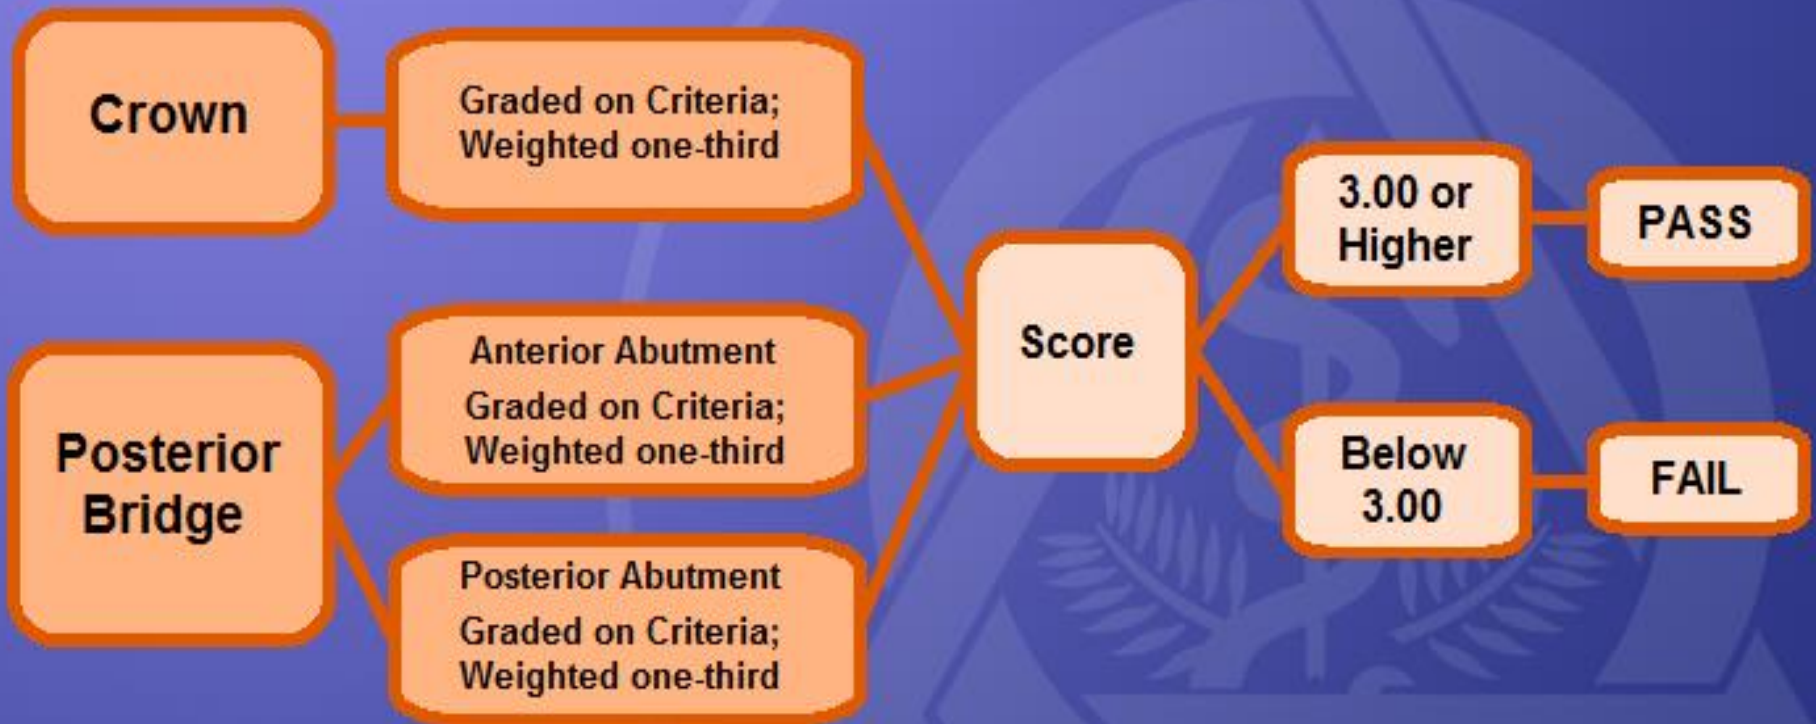 Crown
Graded on Criteria;
Weighted one-third
Posterior
Bridge
Anterior Abutment
Graded on Criteria;
Weighted one-third
Posterior Abutment
Graded on Criteria;
Weighted one-third
Score
3.00 or
Higher
PASS
Below
3.00
FAIL